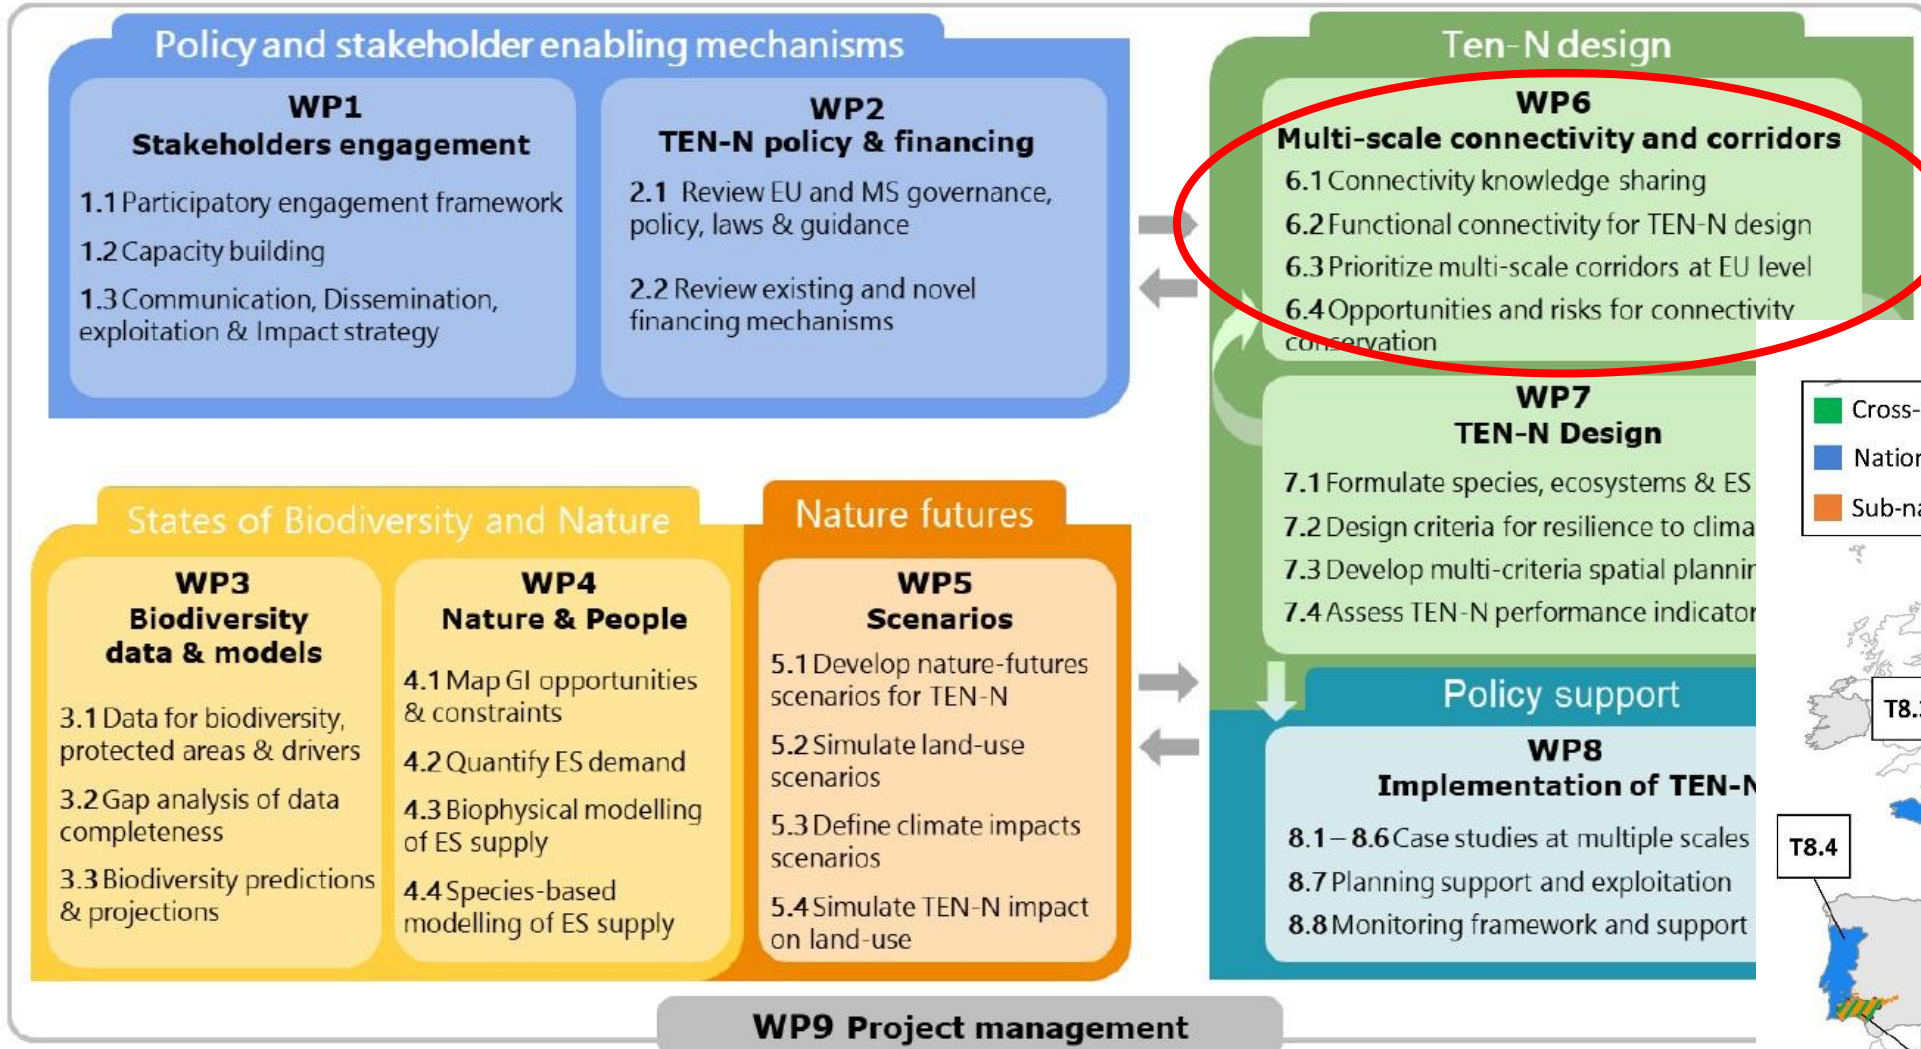 Policy and stakeholder enabling mechanisms
WP1
Stakeholders engagement
1.1 Participatory engagement framework
1.2 Capacity building
1.3 Communication, Dissemination,
exploitation & Impact strategy
WP2
TEN-N policy & financing
2.1 Review EU and MS governance,
policy, laws & guidance
2.2 Review existing and novel
financing mechanisms
Ten-N design
WP6
Multi-scale connectivity and corridors
6.1 Connectivity knowledge sharing
6.2 Functional connectivity for TEN-N design
6.3 Prioritize multi-scale corridors at EU level
6.4 Opportunities and risks for connectivity
conservation
WP7
TEN-N Design
7.1 Formulate species, ecosystems & ES
7.2 Design criteria for resilience to clima
7.3 Develop multi-criteria spatial plannin
7.4 Assess TEN-N performance indicator
States of Biodiversity and Nature
WP3
Biodiversity
data & models
3.1 Data for biodiversity,
protected areas & drivers
3.2 Gap analysis of data
completeness
3.3 Biodiversity predictions
& projections
WP4
Nature & People
4.1 Map GI opportunities
& constraints
4.2 Quantify ES demand
4.3 Biophysical modelling
of ES supply
4.4 Species-based
modelling of ES supply
Nature futures
WP5
Scenarios
5.1 Develop nature-futures
scenarios for TEN-N
5.2 Simulate land-use
scenarios
5.3 Define climate impacts
scenarios
5.4 Simulate TEN-N impact
on land-use
Policy support
WP8
Implementation of TEN-N
8.1 – 8.6 Case studies at multiple scales
8.7 Planning support and exploitation
8.8 Monitoring framework and support
WP9 Project management
Cross-
Nation
Sub-na
T8.
T8.4